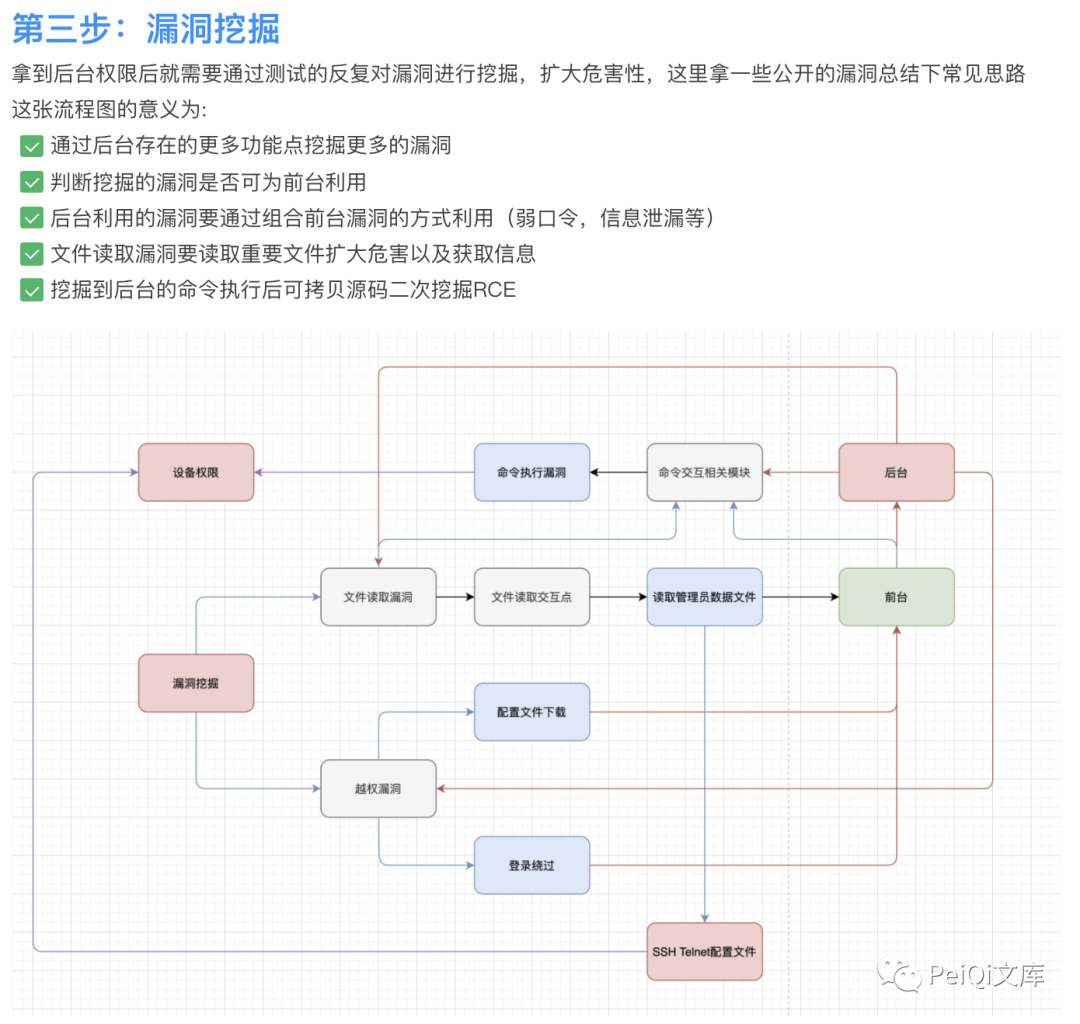 第三步：漏洞挖掘
拿到后台权限后就需要通过测试的反复对漏洞进行挖掘，扩大危害性，这里拿一些公开的漏洞总结下常见思路
这张流程图的意义为:
通过后台存在的更多功能点挖掘更多的漏洞
判断挖掘的漏洞是否可为前台利用
后台利用的漏洞要通过组合前台漏洞的方式利用（弱口令，信息泄漏等）
文件读取漏洞要读取重要文件扩大危害以及获取信息
挖掘到后台的命令执行后可拷贝源码二次挖掘RCE
设备权限
命令执行漏洞
命令交互相关模块
后台
文件读取漏洞
文件读取交互点
读取管理员数据文件
前台
漏洞挖掘
配置文件下载
越权漏洞
登录绕过
SSH Telnet配置文件
PeiQi文库